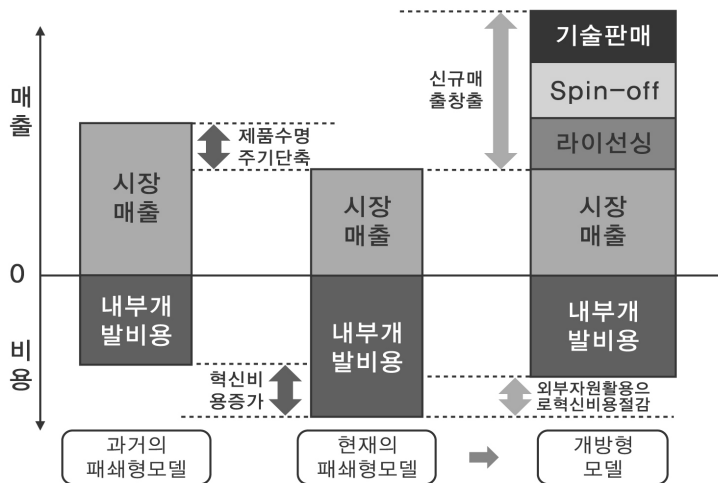 매출
0
비용
시장
매출
내부개
발비용
제품수명
주기단축
혁신비
용증가
시장
매출
내부개
발비용
신규매
출창출
기술판매
Spin-off
라이선싱
시장
매출
내부개
발비용
외부자원활용으
로혁신비용절감
과거의
패쇄형모델
현재의
패쇄형모델
개방형
모델